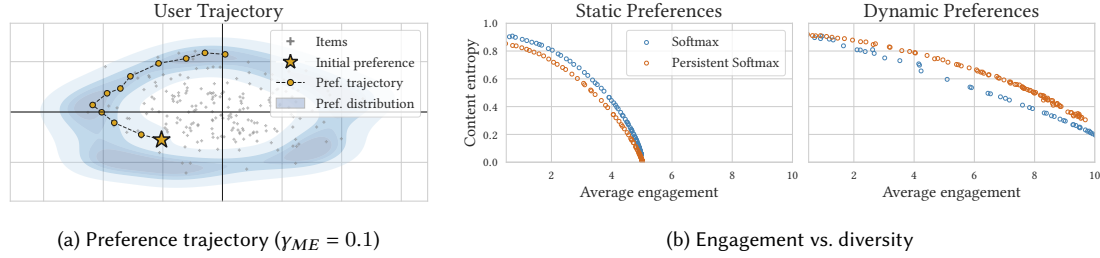 User Trajectory
Items
Initial preference
Pref. trajectory
Pref. distribution
(a) Preference trajectory (γ_ME = 0.1)
Static Preferences
Dynamic Preferences
Content entropy
1.0
0.8
0.6
0.4
0.2
0.0
Softmax
Persistent Softmax
2 4 6 8 10
2 4 6 8 10
Average engagement
Average engagement
(b) Engagement vs. diversity